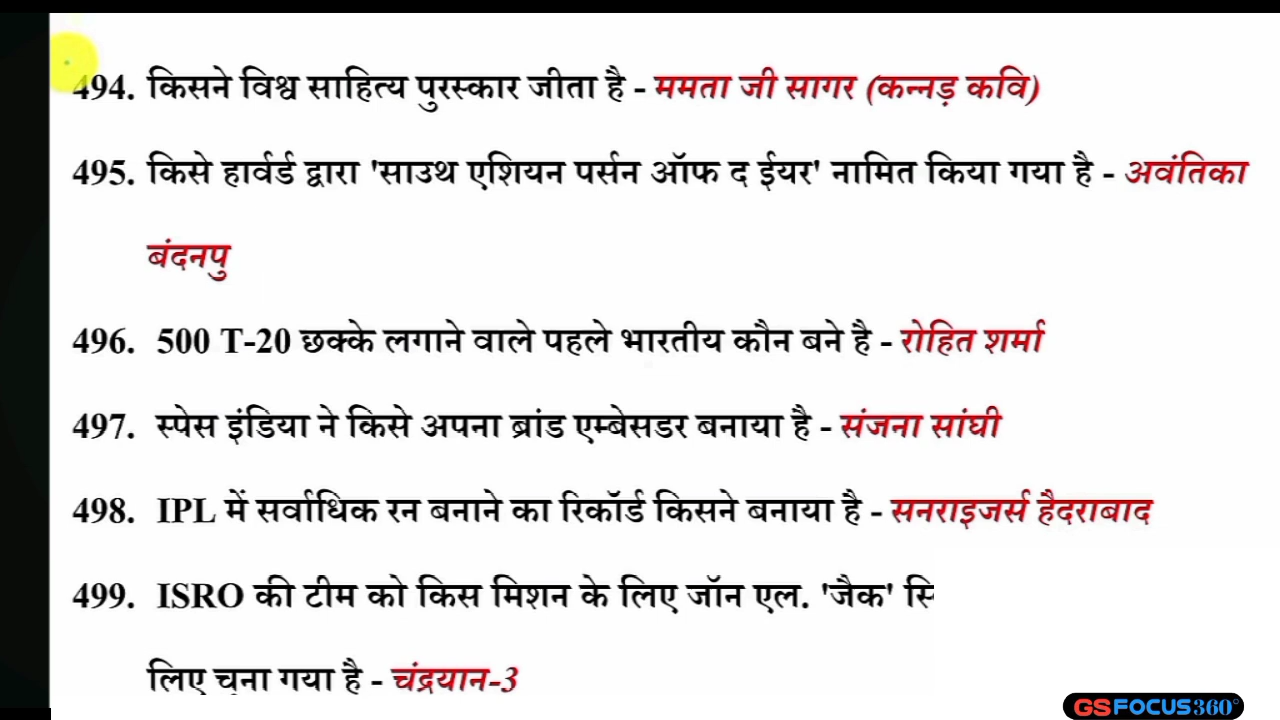 494. किसने विश्व साहित्य पुरस्कार जीता है - ममता जी सागर (कन्नड़ कवि)
495. किसे हार्वर्ड द्वारा 'साउथ एशियन पर्सन ऑफ द ईयर' नामित किया गया है - अवंतिका
बंदनपु
496. 500 T-20 छक्के लगाने वाले पहले भारतीय कौन बने है - रोहित शर्मा
497. स्पेस इंडिया ने किसे अपना ब्रांड एम्बेसडर बनाया है - संजना सांघी
498. IPL में सर्वाधिक रन बनाने का रिकॉर्ड किसने बनाया है - सनराइजर्स हैदराबाद
499. ISRO की टीम को किस मिशन के लिए जॉन एल. 'जैक'
लिए चुना गया है - चंद्रयान-3
GSFOCUS360°